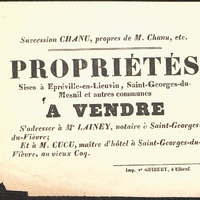 Succession CHANU, propres de M. Chanu, etc.
PROPRIÉTÉS
Sises à Epréville-en-Lieuvin, Saint-Georges-du-
Mesnil et autres communes
A VENDRE
S'adresser à Mᵉ LAINEY, notaire à Saint-Georges-
du-Vièvre;
Et à M. CUCU, maître d'hôtel à Saint-Georges-du-
Vièvre, au vieux Coq.
Imp. GUIBERT, à Elbeuf.